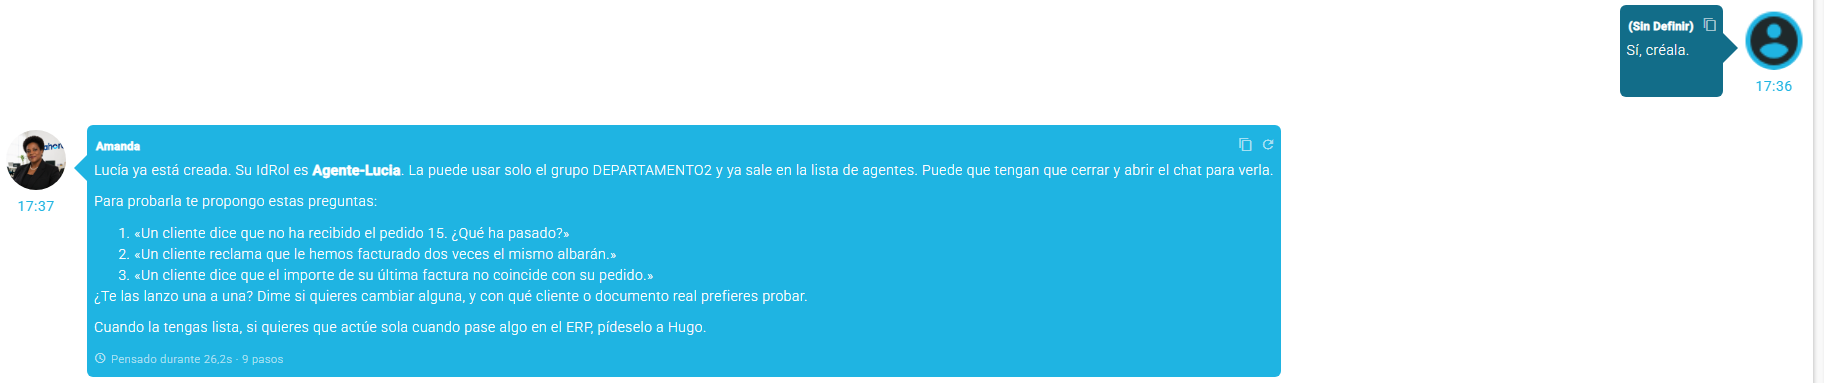 (Sin Definir)
Sí, créala.
17:36
Amanda
Lucía ya está creada. Su IdRol es Agente-Lucia. La puede usar solo el grupo DEPARTAMENTO2 y ya sale en la lista de agentes. Puede que tengan que cerrar y abrir el chat para verla.
17:37
Para probarla te propongo estas preguntas:
1. «Un cliente dice que no ha recibido el pedido 15. ¿Qué ha pasado?»
2. «Un cliente reclama que le hemos facturado dos veces el mismo albarán.»
3. «Un cliente dice que el importe de su última factura no coincide con su pedido.»
¿Te las lanzo una a una? Dime si quieres cambiar alguna, y con qué cliente o documento real prefieres probar.
Cuando la tengas lista, si quieres que actúe sola cuando pase algo en el ERP, pídeselo a Hugo.
Pensado durante 26,2s · 9 pasos